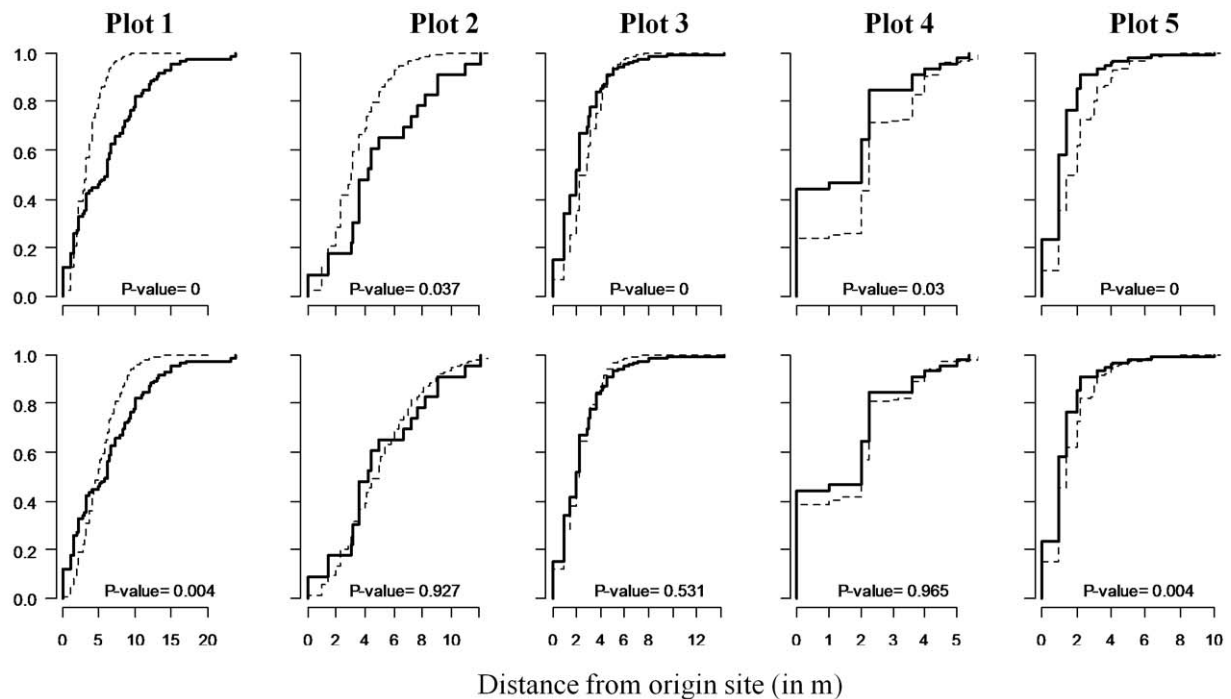 Plot 1 Plot 2 Plot 3 Plot 4 Plot 5
1.0
0.8
0.6
0.4
0.2
0.0
P-value= 0 P-value= 0.037 P-value= 0 P-value= 0.03 P-value= 0
1.0
0.8
0.6
0.4
0.2
0.0
P-value= 0.004 P-value= 0.927 P-value= 0.531 P-value= 0.965 P-value= 0.004
0 5 10 15 20 0 2 4 6 8 10 0 2 4 6 8 12 0 1 2 3 4 5 0 2 4 6 8 10
Distance from origin site (in m)